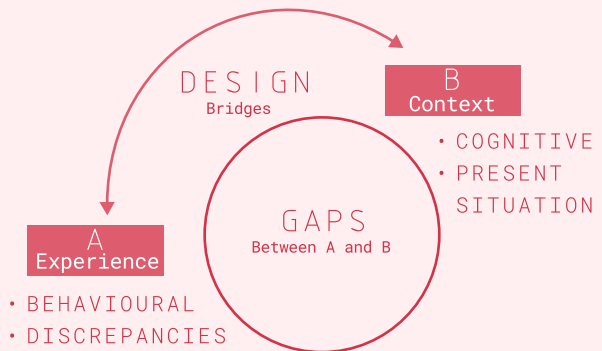 DESIGN
Bridges
B
Context
• COGNITIVE
• PRESENT
SITUATION
GAPS
Between A and B
A
Experience
• BEHAVIOURAL
• DISCREPANCIES